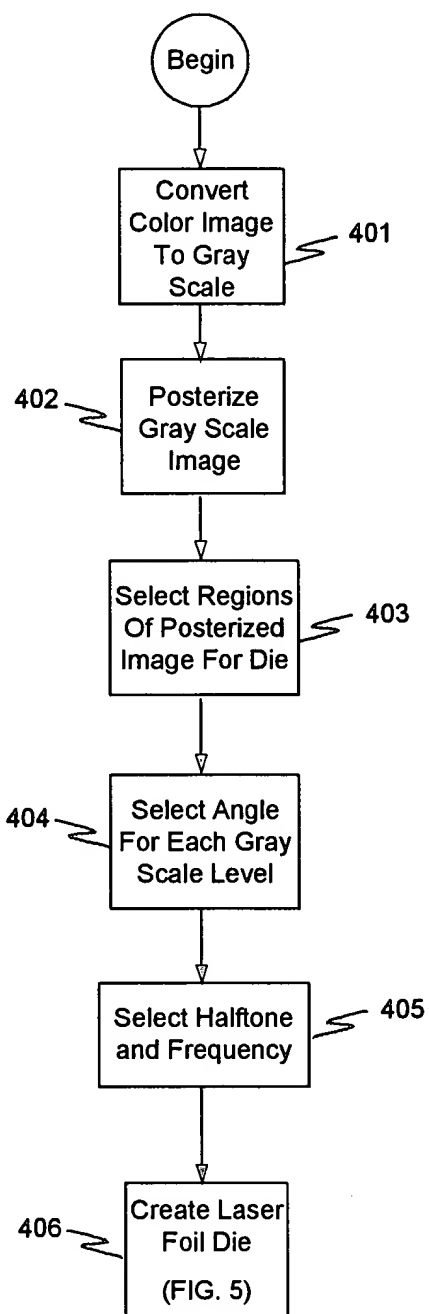 Begin
Convert
Color Image
To Gray
Scale
401
402
Posterize
Gray Scale
Image
Select Regions
Of Posterized
Image For Die
403
404
Select Angle
For Each Gray
Scale Level
Select Halftone
and Frequency
405
406
Create Laser
Foil Die
(FIG. 5)